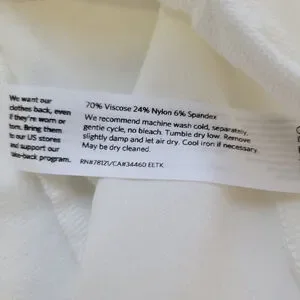 We want our
clothes back, even
if they're worn or
torn. Bring them
to our US stores
and support our
take-back program.
70% Viscose 24% Nylon 6% Spandex
We recommend machine wash cold, separately,
gentle cycle, no bleach. Tumble dry low. Remove
slightly damp and let air dry. Cool iron if necessary.
May be dry cleaned.
RN#78121/CA#34460 EETK